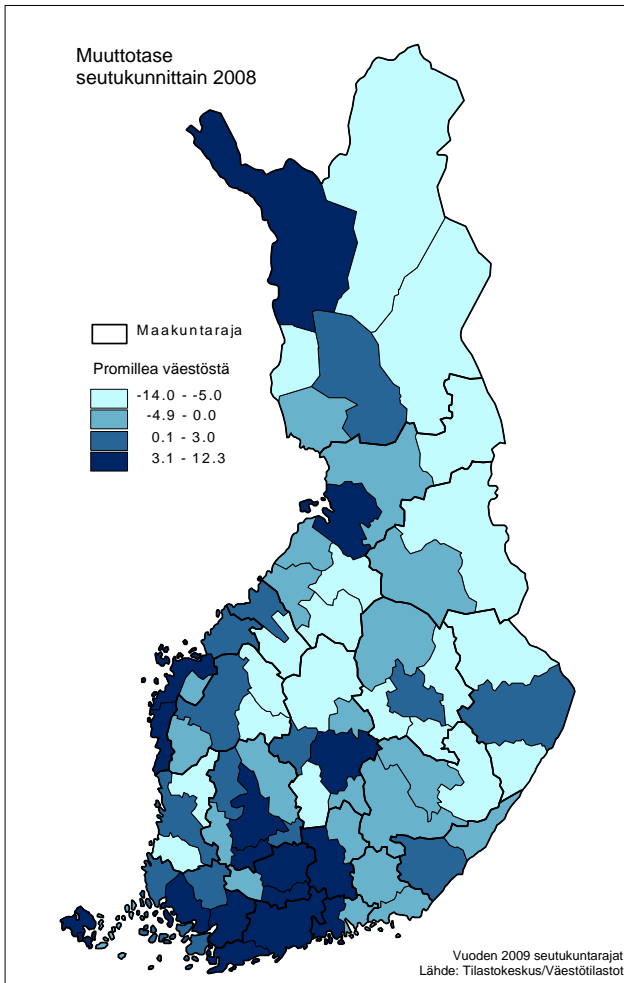 Muuttotase
seutukunnittain 2008
Maakuntaraja
Promillea väestöstä
-14.0 - -5.0
-4.9 - 0.0
0.1 - 3.0
3.1 - 12.3
Vuoden 2009 seutukuntarajat
Lähde: Tilastokeskus/Väestötilastot